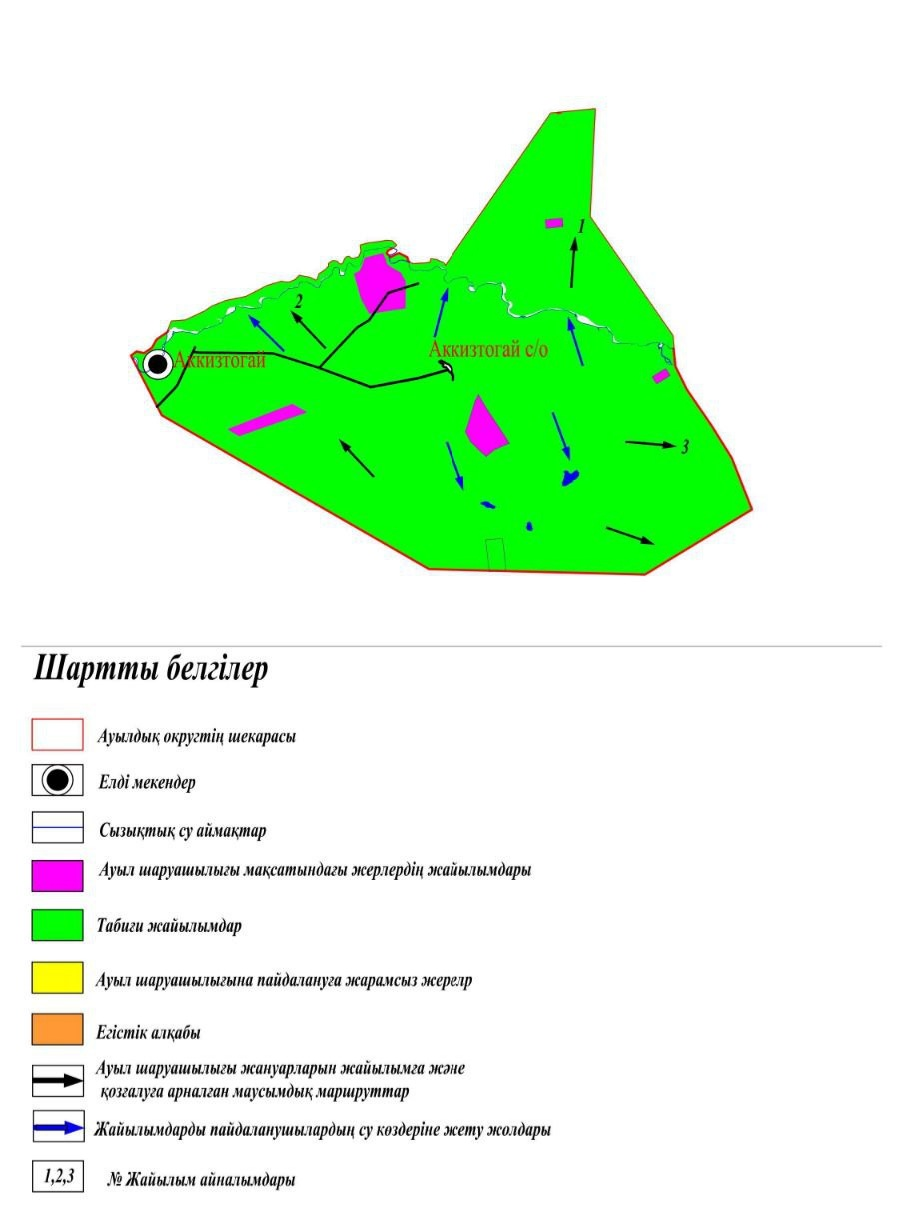 1
2
Аккизтогай с/о
Аккизтогай
3
Шартты белгілер
Ауылдық округтің шекарасы
Елді мекендер
Сызықтық су аймақтар
Ауыл шаруашылығы мақсатындағы жерлердің жайылымдары
Табиғи жайылымдар
Ауыл шаруашылығына пайдалануға жарамсыз жерелр
Егістік алқабы
Ауыл шаруашылығы жануарларын жайылымға және
қозғалуға арналған маусымдық маршруттар
Жайылымдарды пайдаланушылардың су көздеріне жету жолдары
1,2,3 № Жайылым айналымдары